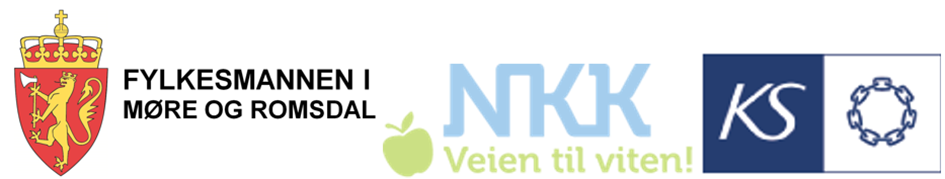 FYLKESMANNEN I
MØRE OG ROMSDAL
NKK
Veien til viten!
KS